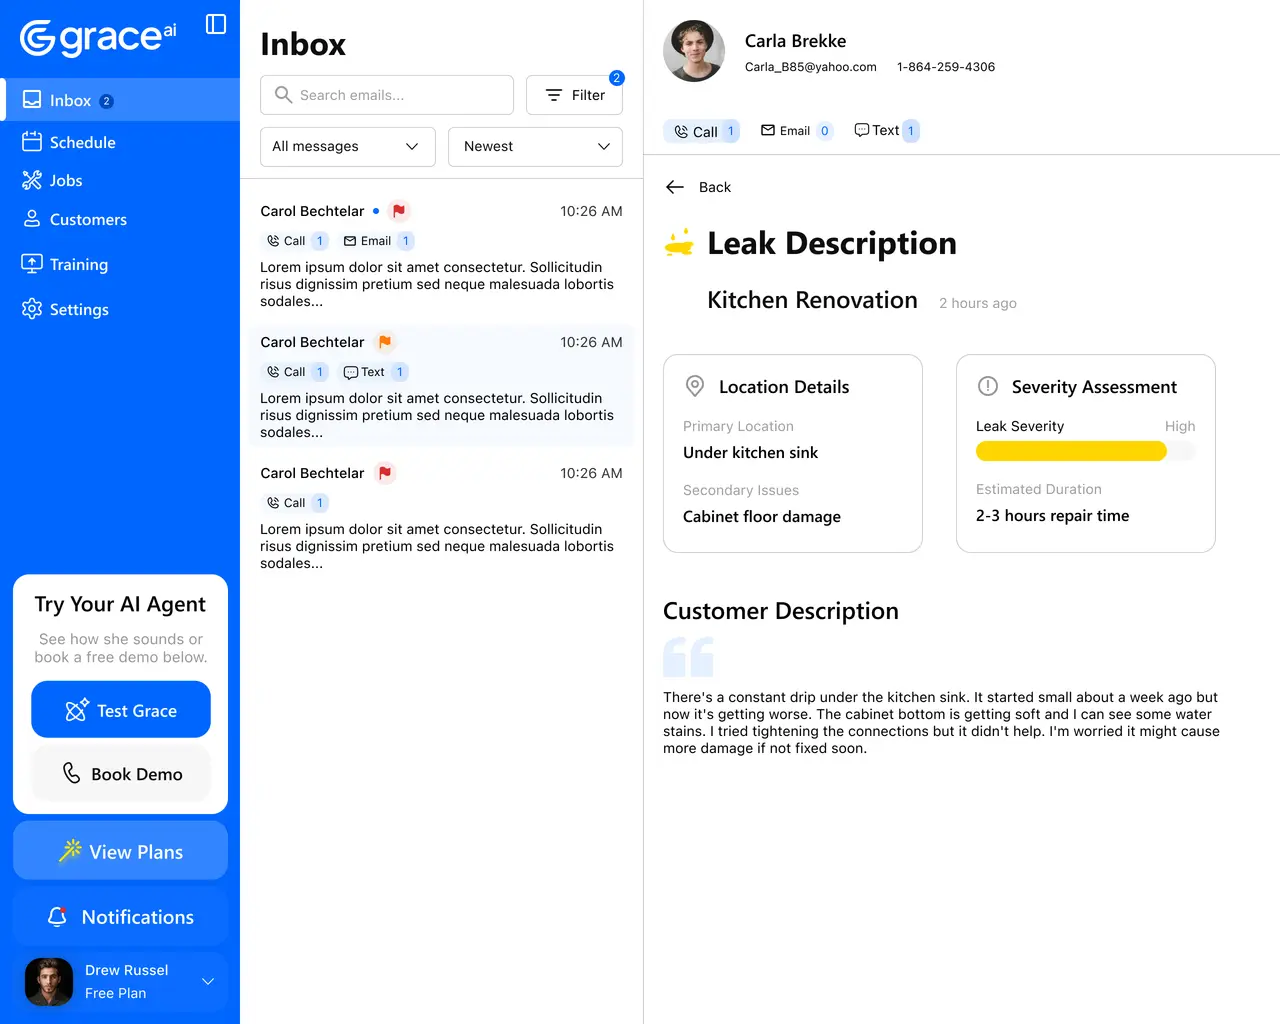 grace ai
Inbox 2
Schedule
Jobs
Customers
Training
Settings
Try Your AI Agent
See how she sounds or
book a free demo below.
Test Grace
Book Demo
View Plans
Notifications
Drew Russel
Free Plan
Inbox
Search emails...
Filter
2
All messages
Newest
Carol Bechtelar
10:26 AM
Call 1 Email 1
Lorem ipsum dolor sit amet consectetur. Sollicitudin
risus dignissim pretium sed neque malesuada lobortis
sodales...
Carol Bechtelar
10:26 AM
Call 1 Text 1
Lorem ipsum dolor sit amet consectetur. Sollicitudin
risus dignissim pretium sed neque malesuada lobortis
sodales...
Carol Bechtelar
10:26 AM
Call 1
Lorem ipsum dolor sit amet consectetur. Sollicitudin
risus dignissim pretium sed neque malesuada lobortis
sodales...
Carla Brekke
Carla_B85@yahoo.com 1-864-259-4306
Call 1 Email 0 Text 1
Back
Leak Description
Kitchen Renovation 2 hours ago
Location Details
Primary Location
Under kitchen sink
Secondary Issues
Cabinet floor damage
Severity Assessment
Leak Severity High
Estimated Duration
2-3 hours repair time
Customer Description
There's a constant drip under the kitchen sink. It started small about a week ago but
now it's getting worse. The cabinet bottom is getting soft and I can see some water
stains. I tried tightening the connections but it didn't help. I'm worried it might cause
more damage if not fixed soon.